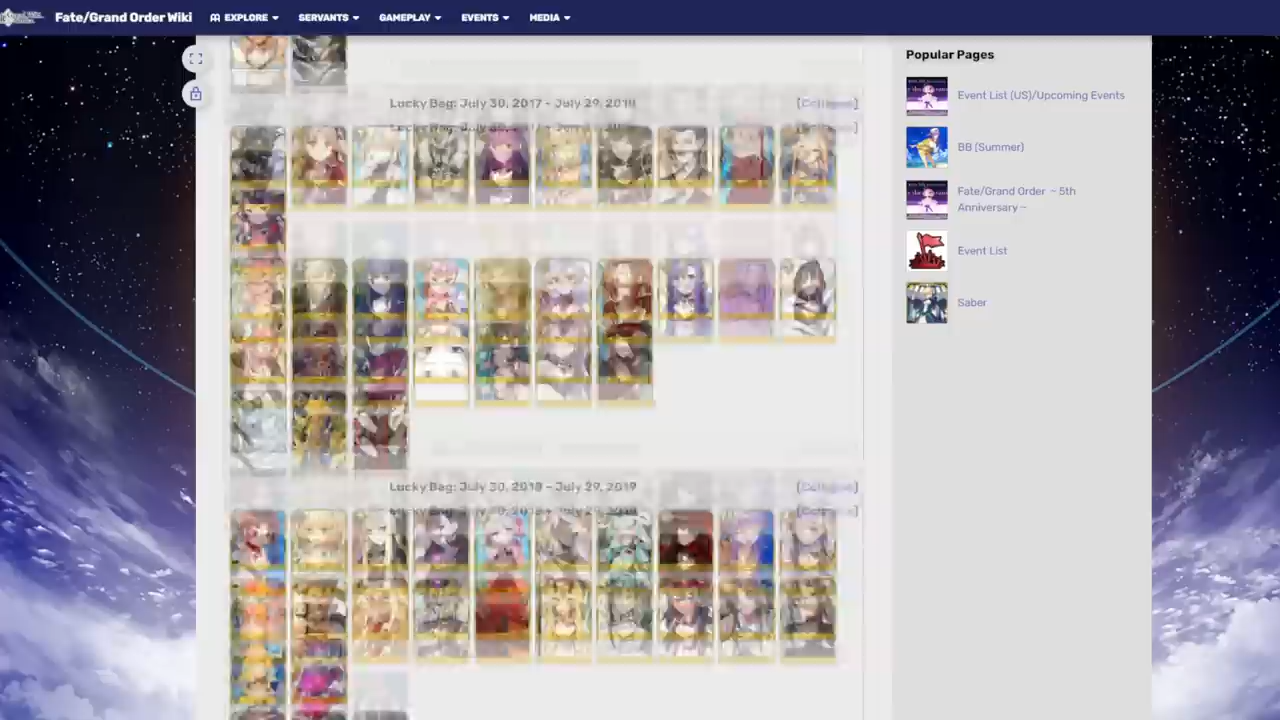 Fate/Grand Order Wiki
EXPLORE
SERVANTS
GAMEPLAY
EVENTS
MEDIA
Lucky Bag: July 30, 2017 - July 29, 2018
[Collapse]
[Collapse]
Lucky Bag: July 30, 2018 - July 29, 2019
[Collapse]
[Collapse]
Popular Pages
Event List (US)/Upcoming Events
BB (Summer)
Fate/Grand Order ~ 5th
Anniversary ~
Event List
Saber